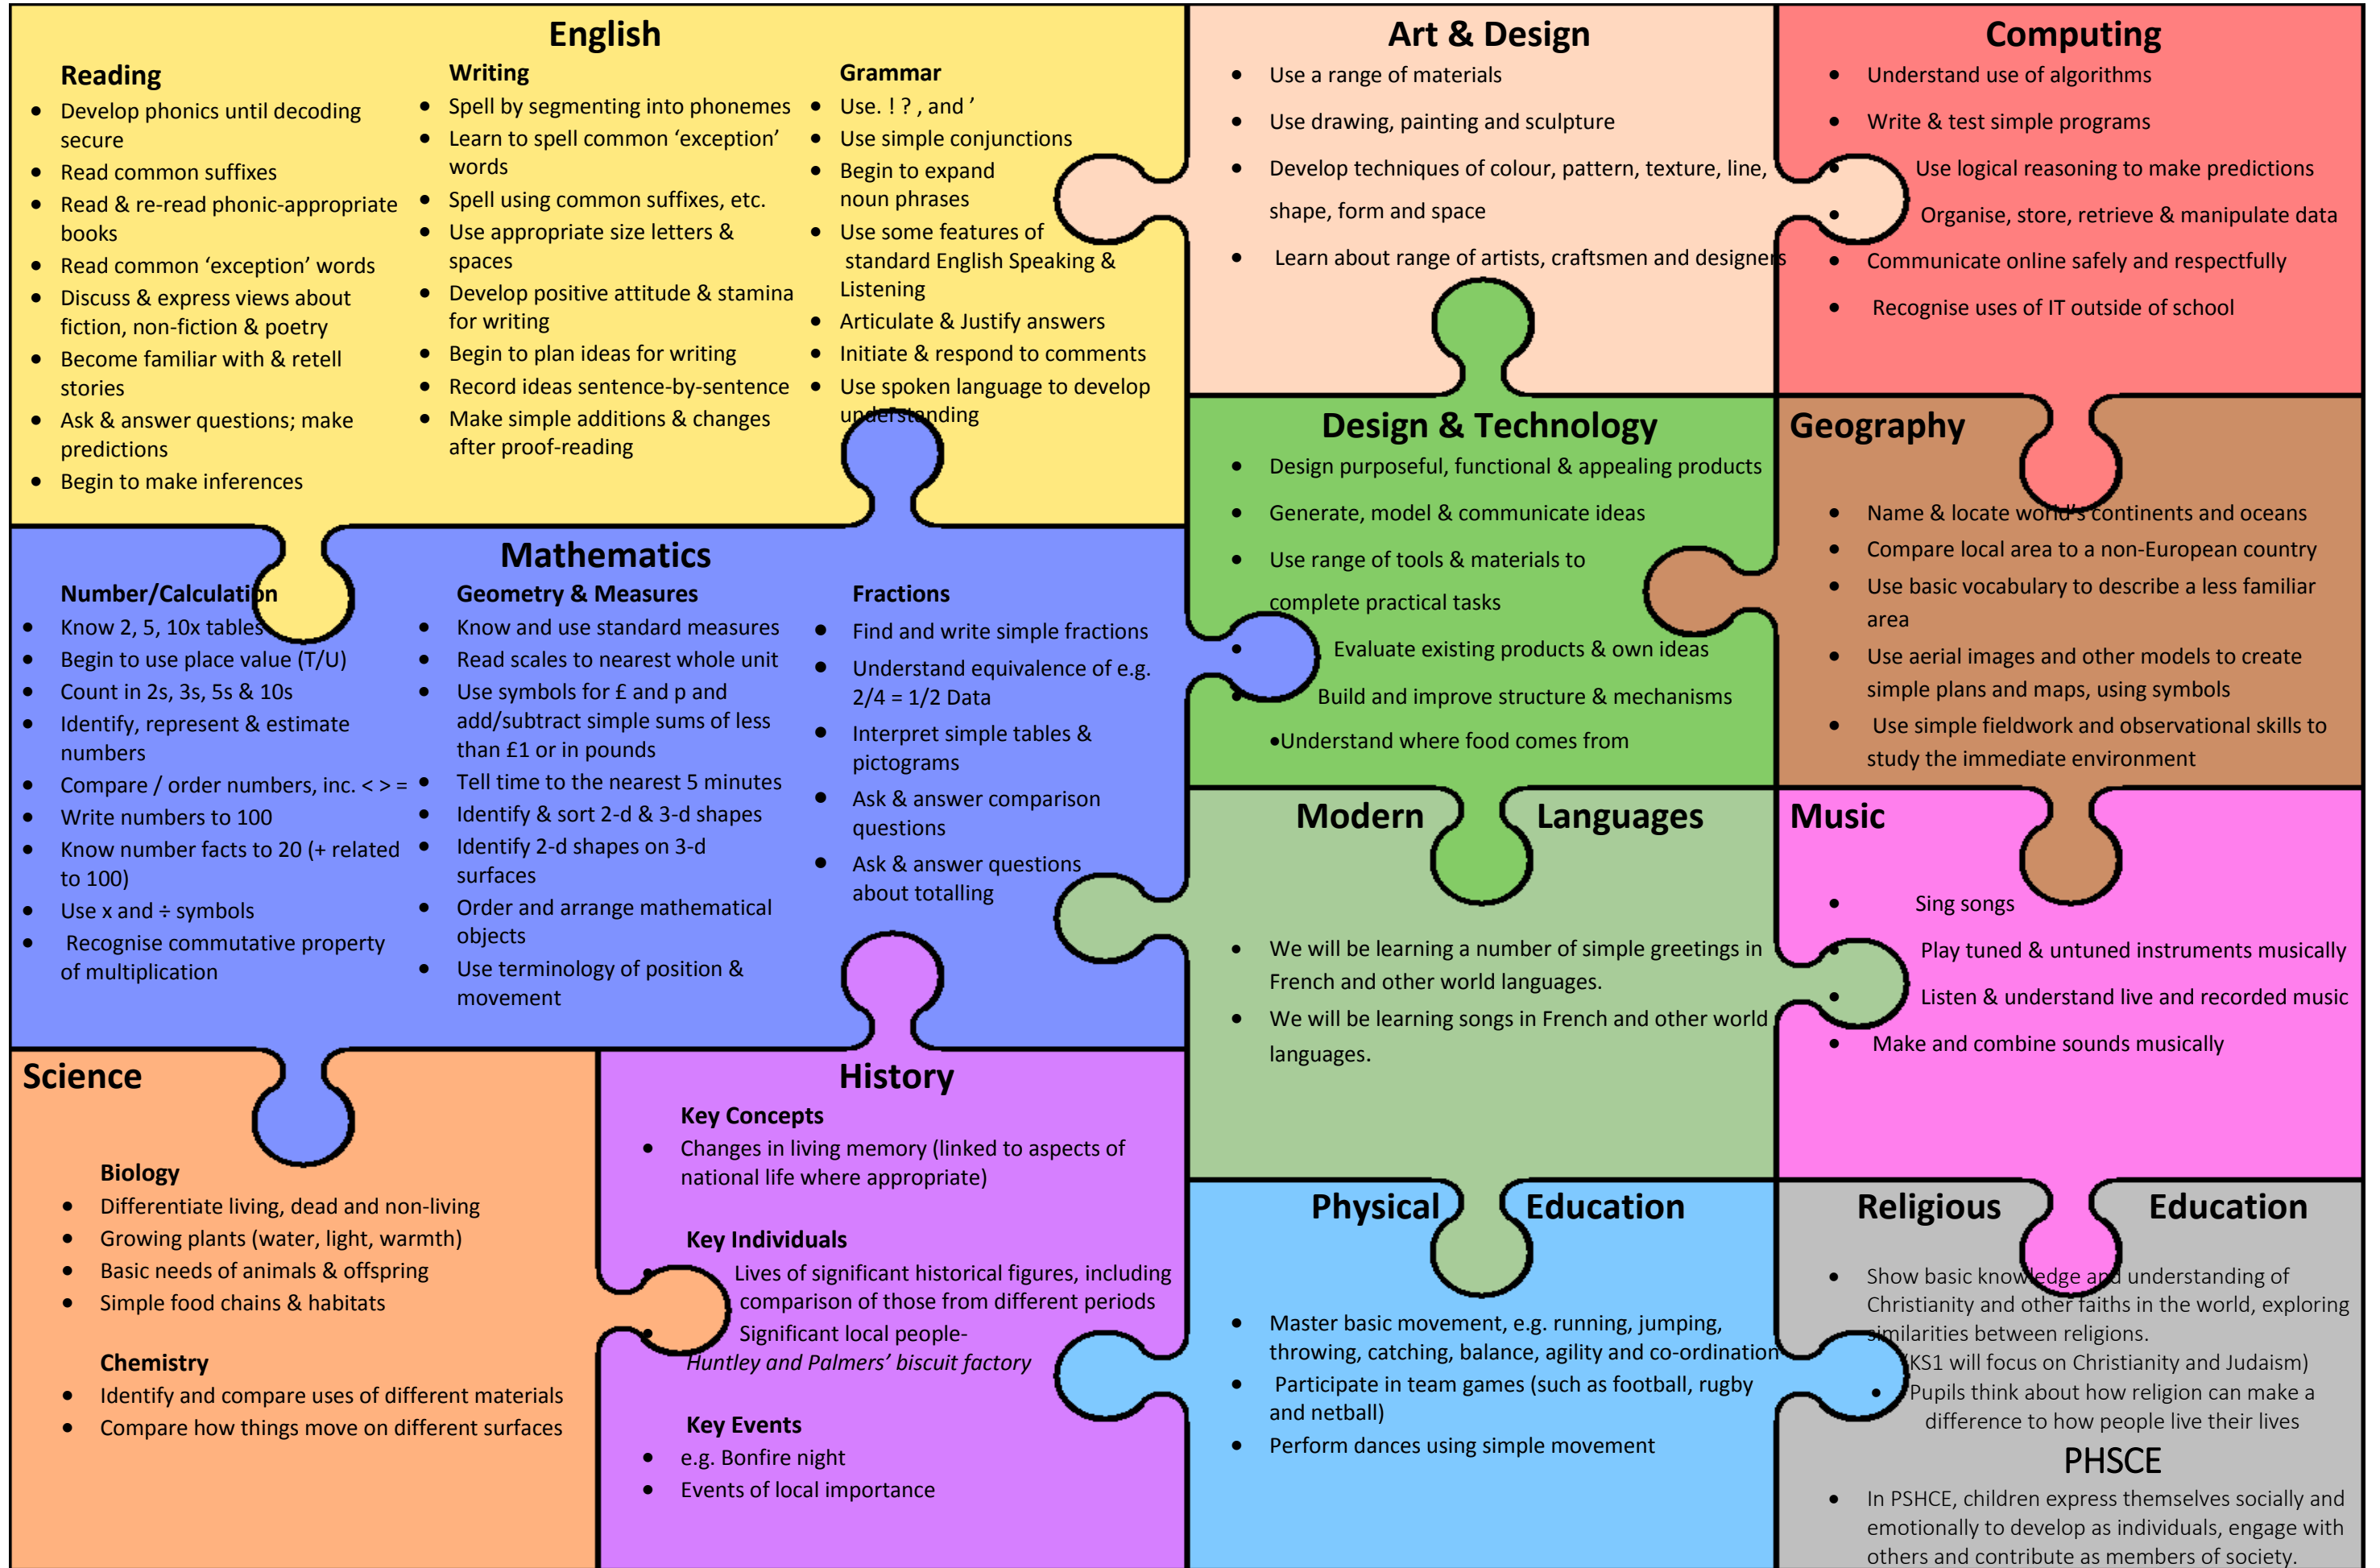 English
Reading
• Develop phonics until decoding
secure
• Read common suffixes
• Read & re-read phonic-appropriate
books
• Read common ‘exception’ words
• Discuss & express views about
fiction, non-fiction & poetry
• Become familiar with & retell
stories
• Ask & answer questions; make
predictions
• Begin to make inferences
Writing
• Spell by segmenting into phonemes
• Learn to spell common ‘exception’
words
• Spell using common suffixes, etc.
• Use appropriate size letters &
spaces
• Develop positive attitude & stamina
for writing
• Begin to plan ideas for writing
• Record ideas sentence-by-sentence
• Make simple additions & changes
after proof-reading
Grammar
• Use. ! ? , and ’
• Use simple conjunctions
• Begin to expand
noun phrases
• Use some features of
standard English Speaking &
Listening
• Articulate & Justify answers
• Initiate & respond to comments
• Use spoken language to develop
understanding
Art & Design
• Use a range of materials
• Use drawing, painting and sculpture
• Develop techniques of colour, pattern, texture, line,
shape, form and space
• Learn about range of artists, craftsmen and designers
Computing
• Understand use of algorithms
• Write & test simple programs
• Use logical reasoning to make predictions
• Organise, store, retrieve & manipulate data
• Communicate online safely and respectfully
• Recognise uses of IT outside of school
Mathematics
Number/Calculation
• Know 2, 5, 10x tables
• Begin to use place value (T/U)
• Count in 2s, 3s, 5s & 10s
• Identify, represent & estimate
numbers
• Compare / order numbers, inc. < > =
• Write numbers to 100
• Know number facts to 20 (+ related
to 100)
• Use x and ÷ symbols
• Recognise commutative property
of multiplication
Geometry & Measures
• Know and use standard measures
• Read scales to nearest whole unit
• Use symbols for £ and p and
add/subtract simple sums of less
than £1 or in pounds
• Tell time to the nearest 5 minutes
• Identify & sort 2-d & 3-d shapes
• Identify 2-d shapes on 3-d
surfaces
• Order and arrange mathematical
objects
• Use terminology of position &
movement
Fractions
• Find and write simple fractions
• Understand equivalence of e.g.
2/4 = 1/2 Data
• Interpret simple tables &
pictograms
• Ask & answer comparison
questions
• Ask & answer questions
about totalling
Design & Technology
• Design purposeful, functional & appealing products
• Generate, model & communicate ideas
• Use range of tools & materials to
complete practical tasks
• Evaluate existing products & own ideas
• Build and improve structure & mechanisms
•Understand where food comes from
Geography
• Name & locate world’s continents and oceans
• Compare local area to a non-European country
• Use basic vocabulary to describe a less familiar
area
• Use aerial images and other models to create
simple plans and maps, using symbols
• Use simple fieldwork and observational skills to
study the immediate environment
Modern Languages
• We will be learning a number of simple greetings in
French and other world languages.
• We will be learning songs in French and other world
languages.
Music
• Sing songs
• Play tuned & untuned instruments musically
• Listen & understand live and recorded music
• Make and combine sounds musically
Science
Biology
• Differentiate living, dead and non-living
• Growing plants (water, light, warmth)
• Basic needs of animals & offspring
• Simple food chains & habitats
Chemistry
• Identify and compare uses of different materials
• Compare how things move on different surfaces
History
Key Concepts
• Changes in living memory (linked to aspects of
national life where appropriate)
Key Individuals
• Lives of significant historical figures, including
comparison of those from different periods
• Significant local people-
Huntley and Palmers’ biscuit factory
Key Events
• e.g. Bonfire night
• Events of local importance
Physical Education
• Master basic movement, e.g. running, jumping,
throwing, catching, balance, agility and co-ordination
• Participate in team games (such as football, rugby
and netball)
• Perform dances using simple movement
Religious Education
• Show basic knowledge and understanding of
Christianity and other faiths in the world, exploring
similarities between religions.
(KS1 will focus on Christianity and Judaism)
• Pupils think about how religion can make a
difference to how people live their lives
PHSCE
• In PSHCE, children express themselves socially and
emotionally to develop as individuals, engage with
others and contribute as members of society.